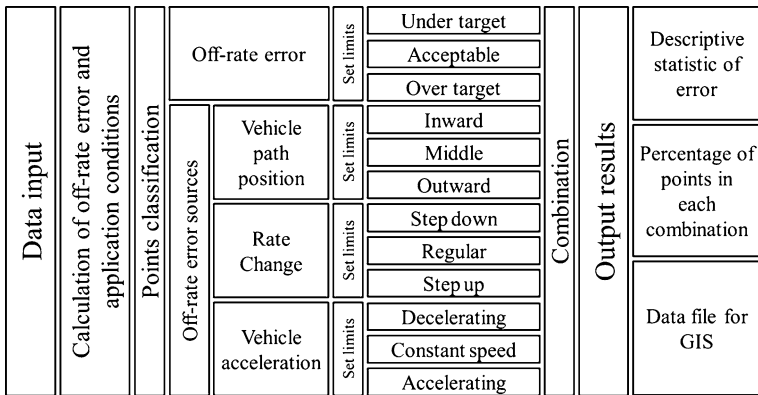 Data input
Calculation of off-rate error and
application conditions
Points classification
Off-rate error
Set limits
Under target
Acceptable
Over target
Off-rate error sources
Vehicle
path
position
Set limits
Inward
Middle
Outward
Rate
Change
Set limits
Step down
Regular
Step up
Vehicle
acceleration
Set limits
Decelerating
Constant speed
Accelerating
Combination
Output results
Descriptive
statistic of
error
Percentage of
points in
each
combination
Data file for
GIS